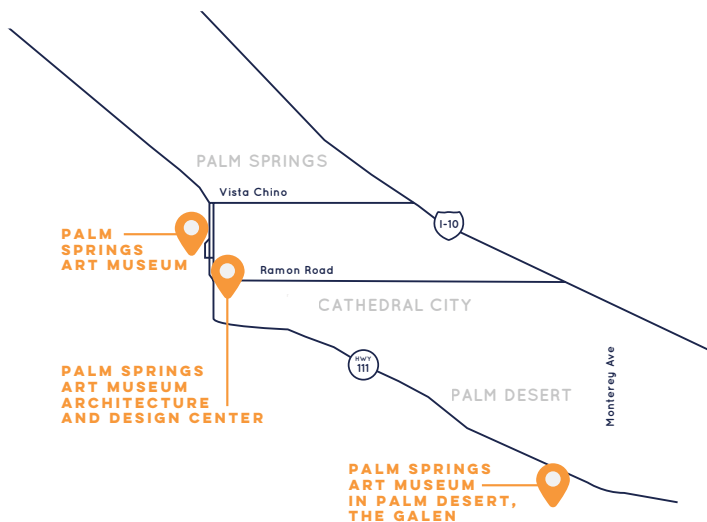 PALM SPRINGS
Vista Chino
I-10
PALM
SPRINGS
ART MUSEUM
Ramon Road
CATHEDRAL CITY
HWY
111
Monterey Ave
PALM SPRINGS
ART MUSEUM
ARCHITECTURE
AND DESIGN CENTER
PALM DESERT
PALM SPRINGS
ART MUSEUM
IN PALM DESERT,
THE GALEN